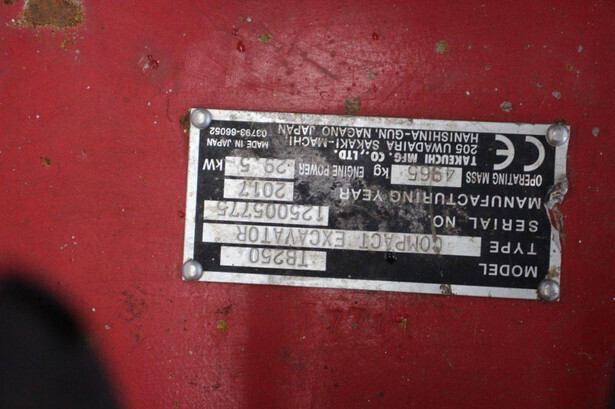 MODEL TB250
TYPE COMPACT EXCAVATOR
SERIAL NO. 125005775
MANUFACTURING YEAR 2017
OPERATING MASS 4965 kg ENGINE POWER 29.5 kW
CE
TAKEUCHI MFG. CO.,LTD.
205 UWADAIRA SAKAKI-MACHI,
HANISHINA-GUN, NAGANO JAPAN
MADE IN JAPAN
03793-66052